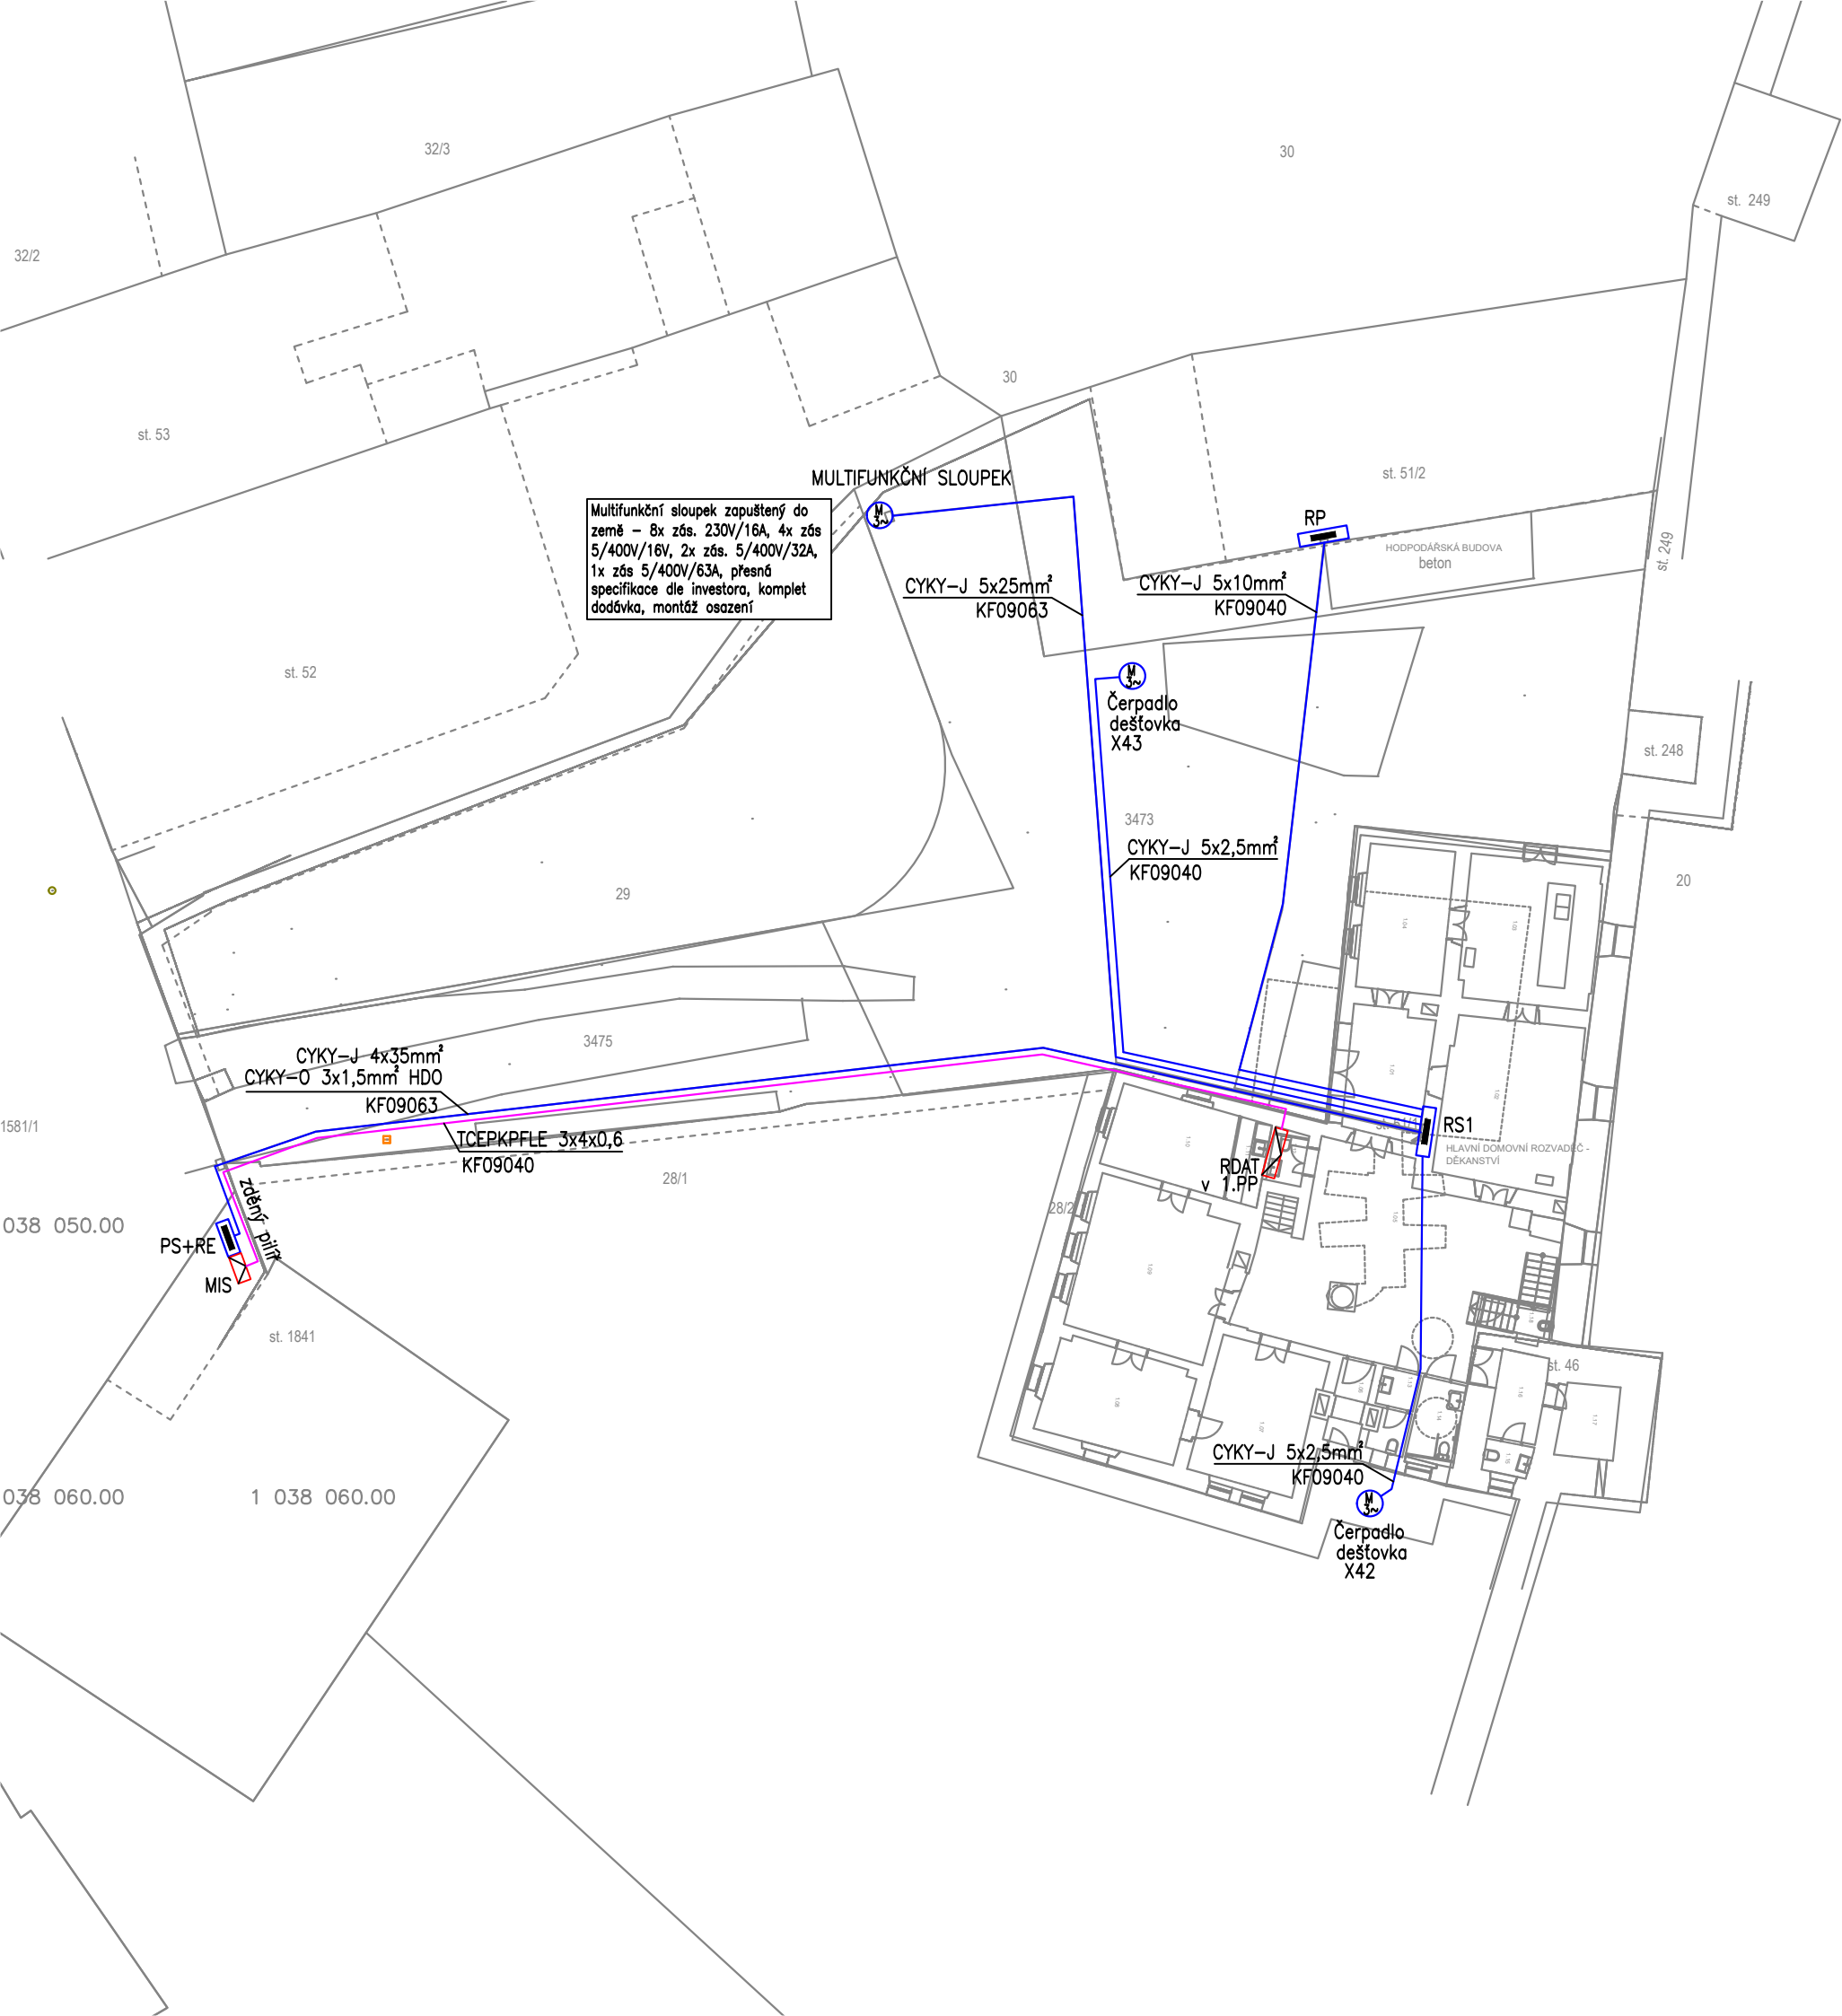 32/3
30
st. 249
32/2
30
st. 53
MULTIFUNKČNÍ SLOUPEK
st. 51/2
Multifunkční sloupek zapuštený do
země – 8x zás. 230V/16A, 4x zás
5/400V/16V, 2x zás. 5/400V/32A,
1x zás 5/400V/63A, přesná
specifikace dle investora, komplet
dodávka, montáž osazení
M
3~
RP
HODPODÁŘSKÁ BUDOVA
beton
st. 249
CYKY-J 5x25mm²
KF09063
CYKY-J 5x10mm²
KF09040
st. 52
M
3~
Čerpadlo
dešťovka
X43
st. 248
3473
CYKY-J 5x2,5mm²
KF09040
29
20
3475
CYKY-J 4x35mm²
CYKY-O 3x1,5mm² HDO
KF09063
1581/1
TCEPKPFLE 3x4x0,6
KF09040
RS1
HLAVNÍ DOMOVNÍ ROZVADĚČ -
DĚKANSTVÍ
RDAT
v 1.PP
28/1
28/2
zděný pilíř
038 050.00
PS+RE
MIS
st. 1841
st. 46
CYKY-J 5x2,5mm²
KF09040
M
3~
Čerpadlo
dešťovka
X42
038 060.00
1 038 060.00